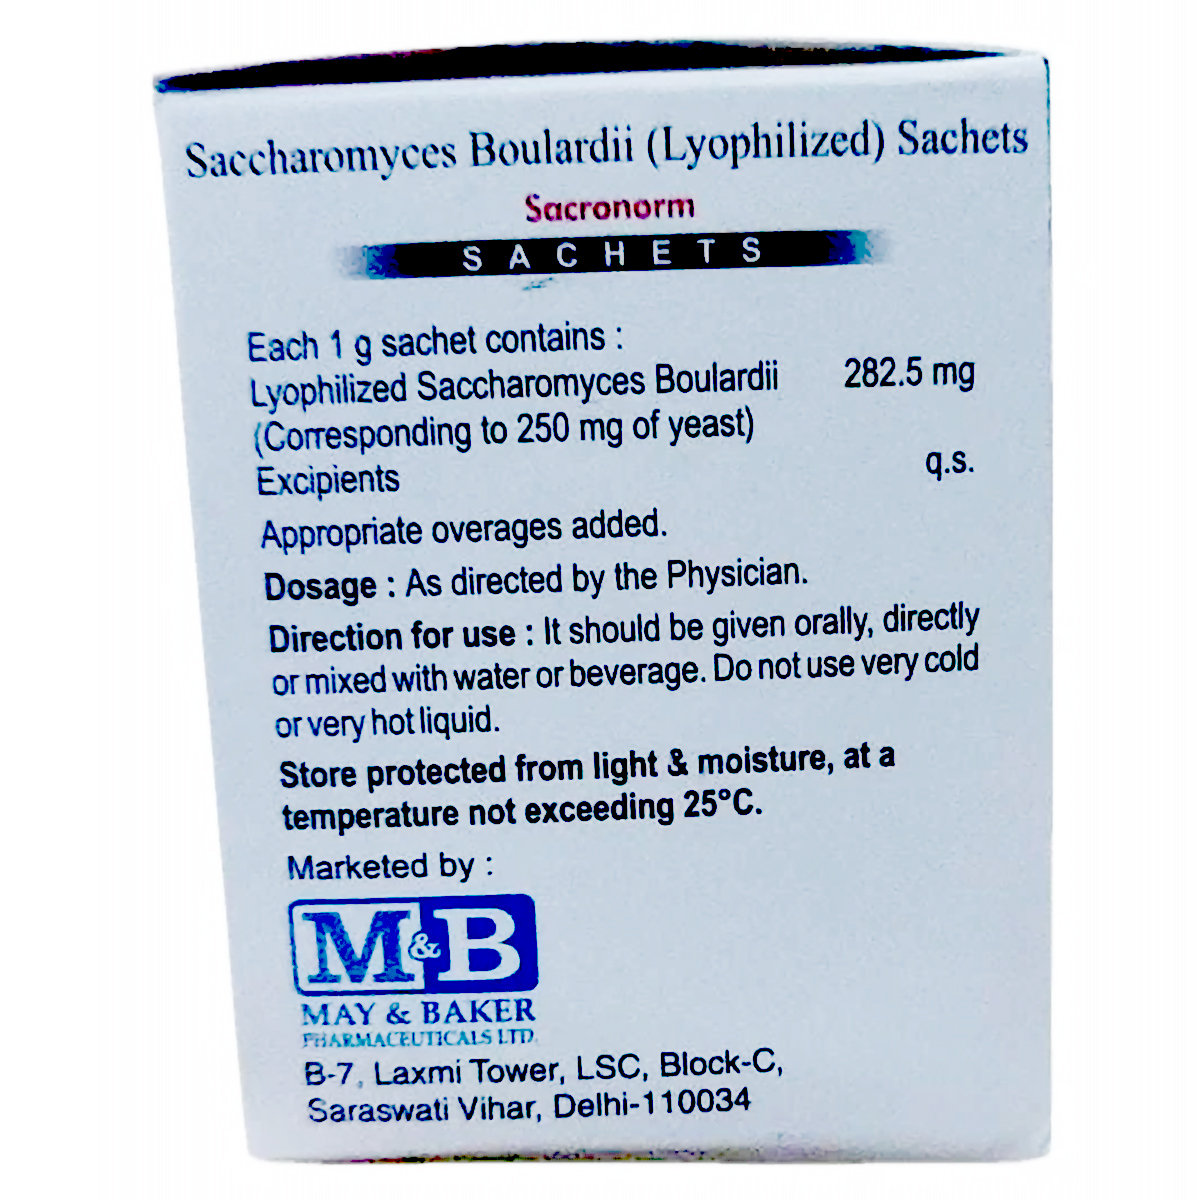 Saccharomyces Boulardii (Lyophilized) Sachets
Sacronorm
SACHETS
Each 1 g sachet contains :
Lyophilized Saccharomyces Boulardii 282.5 mg
(Corresponding to 250 mg of yeast)
Excipients q.s.
Appropriate overages added.
Dosage : As directed by the Physician.
Direction for use : It should be given orally, directly
or mixed with water or beverage. Do not use very cold
or very hot liquid.
Store protected from light & moisture, at a
temperature not exceeding 25°C.
Marketed by :
M&B
MAY & BAKER
PHARMACEUTICALS LTD.
B-7, Laxmi Tower, LSC, Block-C,
Saraswati Vihar, Delhi-110034